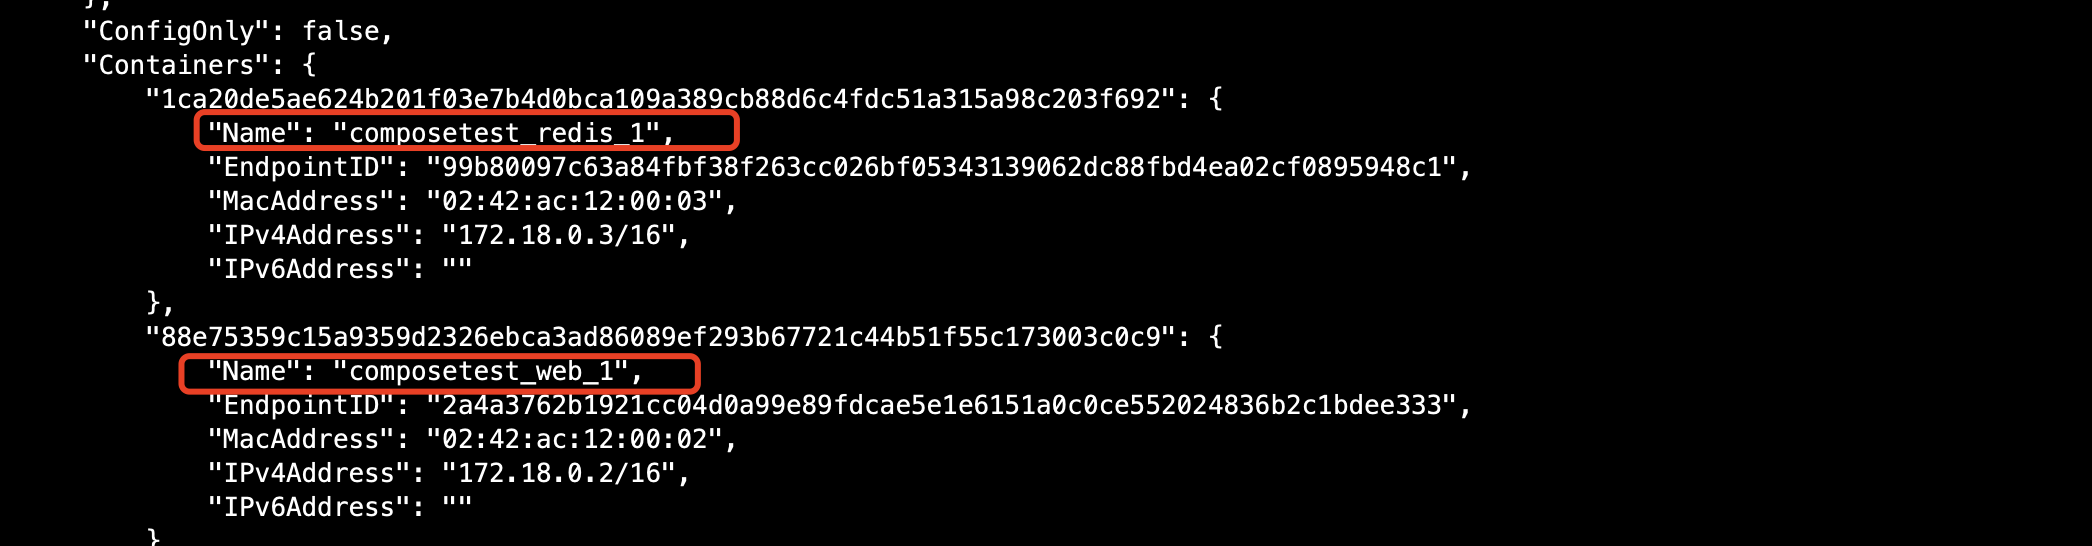 },
"ConfigOnly": false,
"Containers": {
"1ca20de5ae624b201f03e7b4d0bca109a389cb88d6c4fdc51a315a98c203f692": {
"Name": "composetest_redis_1",
"EndpointID": "99b80097c63a84fbf38f263cc026bf05343139062dc88fbd4ea02cf0895948c1",
"MacAddress": "02:42:ac:12:00:03",
"IPv4Address": "172.18.0.3/16",
"IPv6Address": ""
},
"88e75359c15a9359d2326ebca3ad86089ef293b67721c44b51f55c173003c0c9": {
"Name": "composetest_web_1",
"EndpointID": "2a4a3762b1921cc04d0a99e89fdcae5e1e6151a0c0ce552024836b2c1bdee333",
"MacAddress": "02:42:ac:12:00:02",
"IPv4Address": "172.18.0.2/16",
"IPv6Address": ""
}